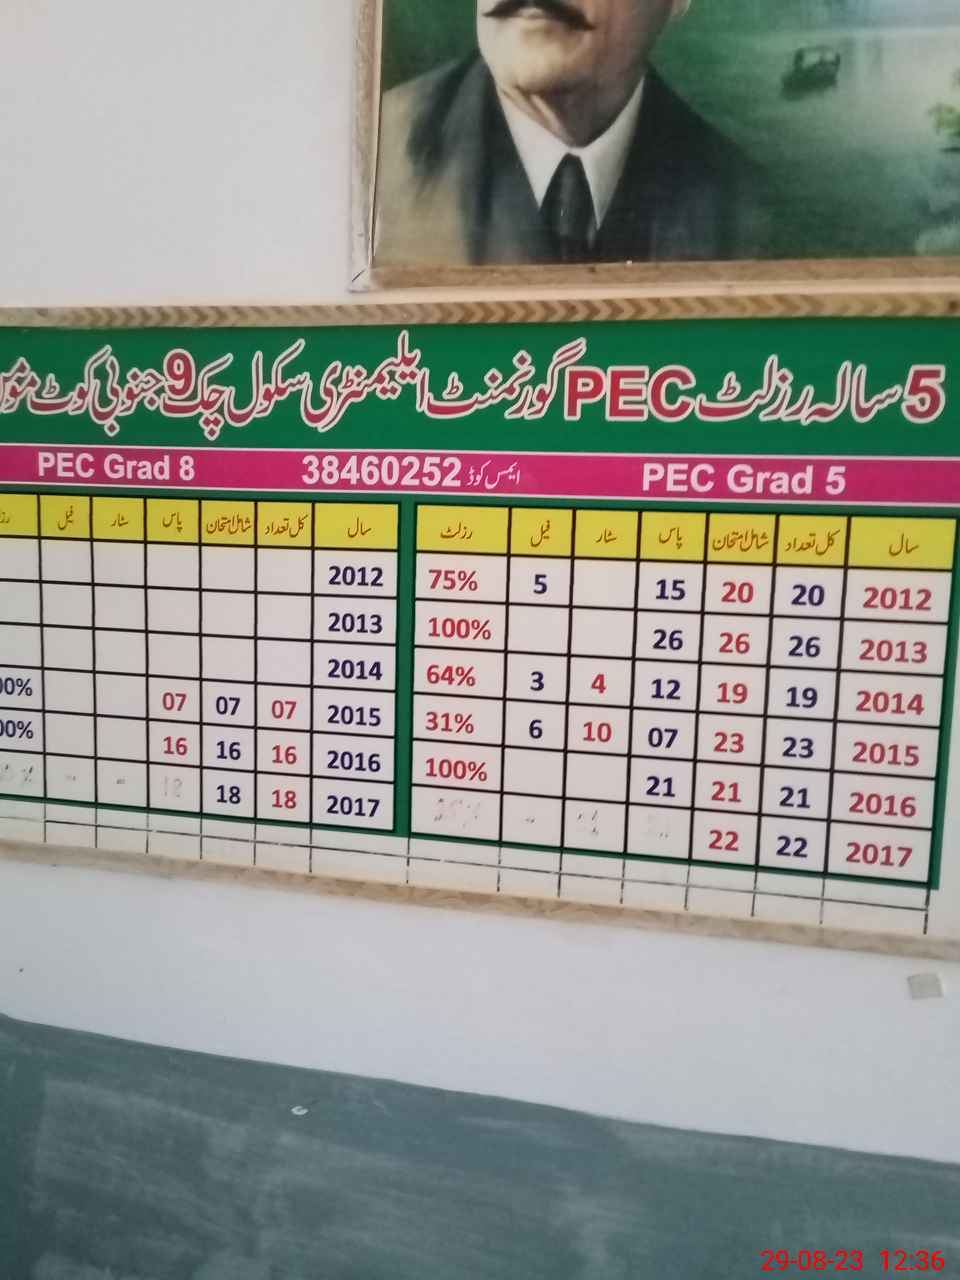 5 سالہ رزلٹ PEC گورنمنٹ ایلیمنٹری سکول چک 9 جنوبی کوٹ مومن
PEC Grad 5 ایمس کوڈ 38460252 PEC Grad 8
سال کل تعداد شامل امتحان پاس سٹار فیل رزلٹ سال کل تعداد شامل امتحان پاس سٹار فیل
2012 20 20 15 5 75% 2012
2013 26 26 26 100% 2013
2014 19 19 12 4 3 64% 2014
2015 23 23 07 10 6 31% 2015 07 07 07
2016 21 21 21 100% 2016 16 16 16
2017 22 22 2017 18 18 18
29-08-23 12:36